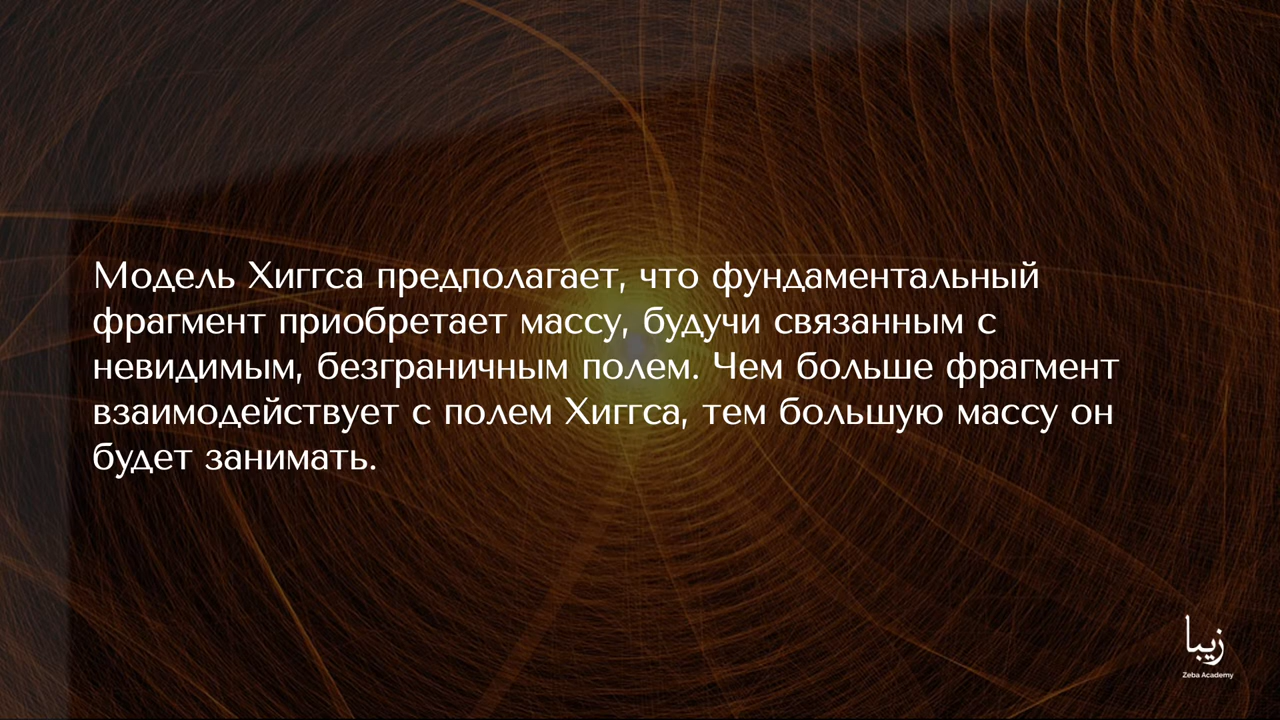 Модель Хиггса предполагает, что фундаментальный
фрагмент приобретает массу, будучи связанным с
невидимым, безграничным полем. Чем больше фрагмент
взаимодействует с полем Хиггса, тем большую массу он
будет занимать.
زیبا
Zeba Academy